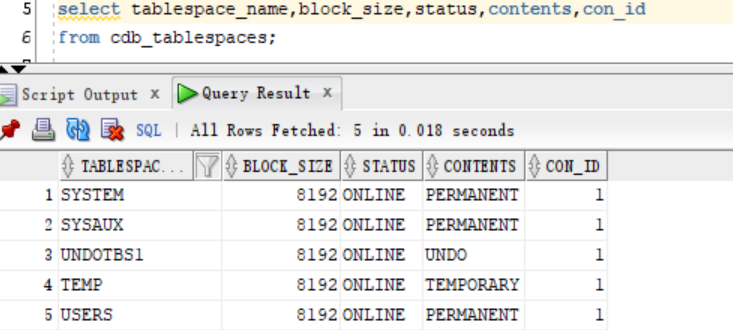 5 select tablespace_name,block_size,status,contents,con_id
6 from cdb_tablespaces;
Script Output x Query Result x
SQL | All Rows Fetched: 5 in 0.018 seconds
TABLESPAC... BLOCK_SIZE STATUS CONTENTS CON_ID
1 SYSTEM 8192 ONLINE PERMANENT 1
2 SYSAUX 8192 ONLINE PERMANENT 1
3 UNDOTBS1 8192 ONLINE UNDO 1
4 TEMP 8192 ONLINE TEMPORARY 1
5 USERS 8192 ONLINE PERMANENT 1